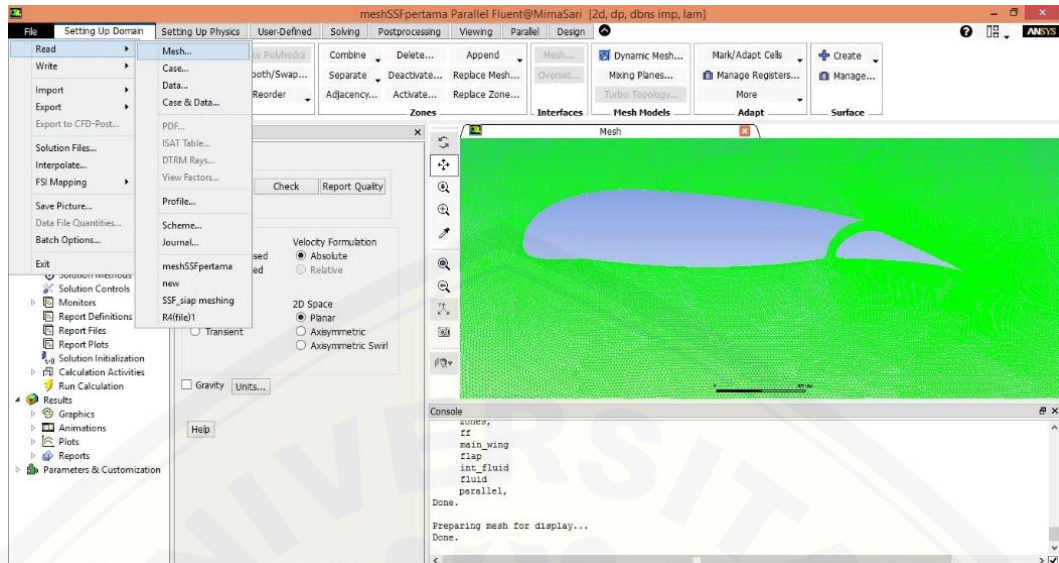 meshSSFpertama Parallel Fluent@MirnaSari [2d, dp, dbns imp, lam]
File Setting Up Domain Setting Up Physics User-Defined Solving Postprocessing Viewing Parallel Design ANSYS
Read
Write
Import
Export
Export to CFD-Post...
Solution Files...
Interpolate...
FSI Mapping
Save Picture...
Data File Quantities...
Batch Options...
Exit
Mesh...
Case...
Data...
Case & Data...
PDF...
ISAT Table...
DTRM Rays...
View Factors...
Profile...
Scheme...
Journal...
meshSSFpertama
new
SSF_siap meshing
R4(file)1
Polyhedra
Reorder
Combine Delete... Append Mesh... Dynamic Mesh... Mark/Adapt Cells Create
Separate Deactivate... Replace Mesh... Overset... Mixing Planes... Manage Registers... Manage...
Adjacency... Activate... Replace Zone... Turbo Topology... More
Zones Interfaces Mesh Models Adapt Surface
Mesh
Check Report Quality
Velocity Formulation
Absolute
Relative
2D Space
Planar
Transient Axisymmetric
Axisymmetric Swirl
Gravity Units...
Help
Solution Methods
Solution Controls
Monitors
Report Definitions
Report Files
Report Plots
Solution Initialization
Calculation Activities
Run Calculation
Results
Graphics
Animations
Plots
Reports
Parameters & Customization
Console
zones,
ff
main_wing
flap
int_fluid
fluid
parallel,
Done.
Preparing mesh for display...
Done.